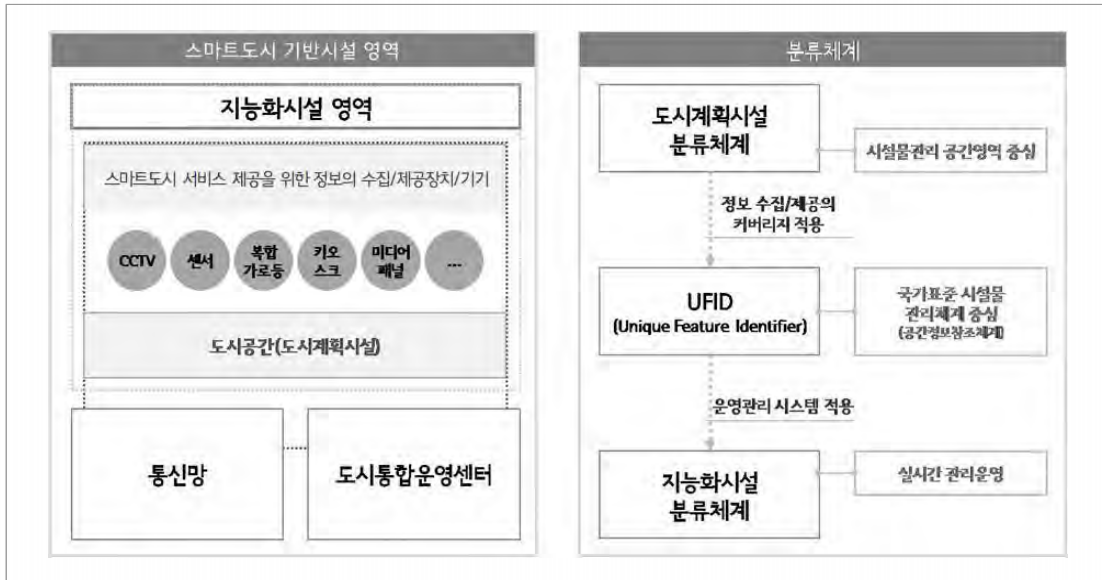 스마트도시 기반시설 영역
지능화시설 영역
스마트도시 서비스 제공을 위한 정보의 수집/제공장치/기기
CCTV
센서
복합
가로등
키오
스크
미디어
패널
...
도시공간(도시계획시설)
통신망
도시통합운영센터
분류체계
도시계획시설
분류체계
시설물관리 공간영역 중심
정보 수집/제공의
커버리지 적용
UFID
(Unique Feature Identifier)
국가표준 시설물
관리체계 중심
(공간정보참조체계)
운영관리 시스템 적용
지능화시설
분류체계
실시간 관리운영